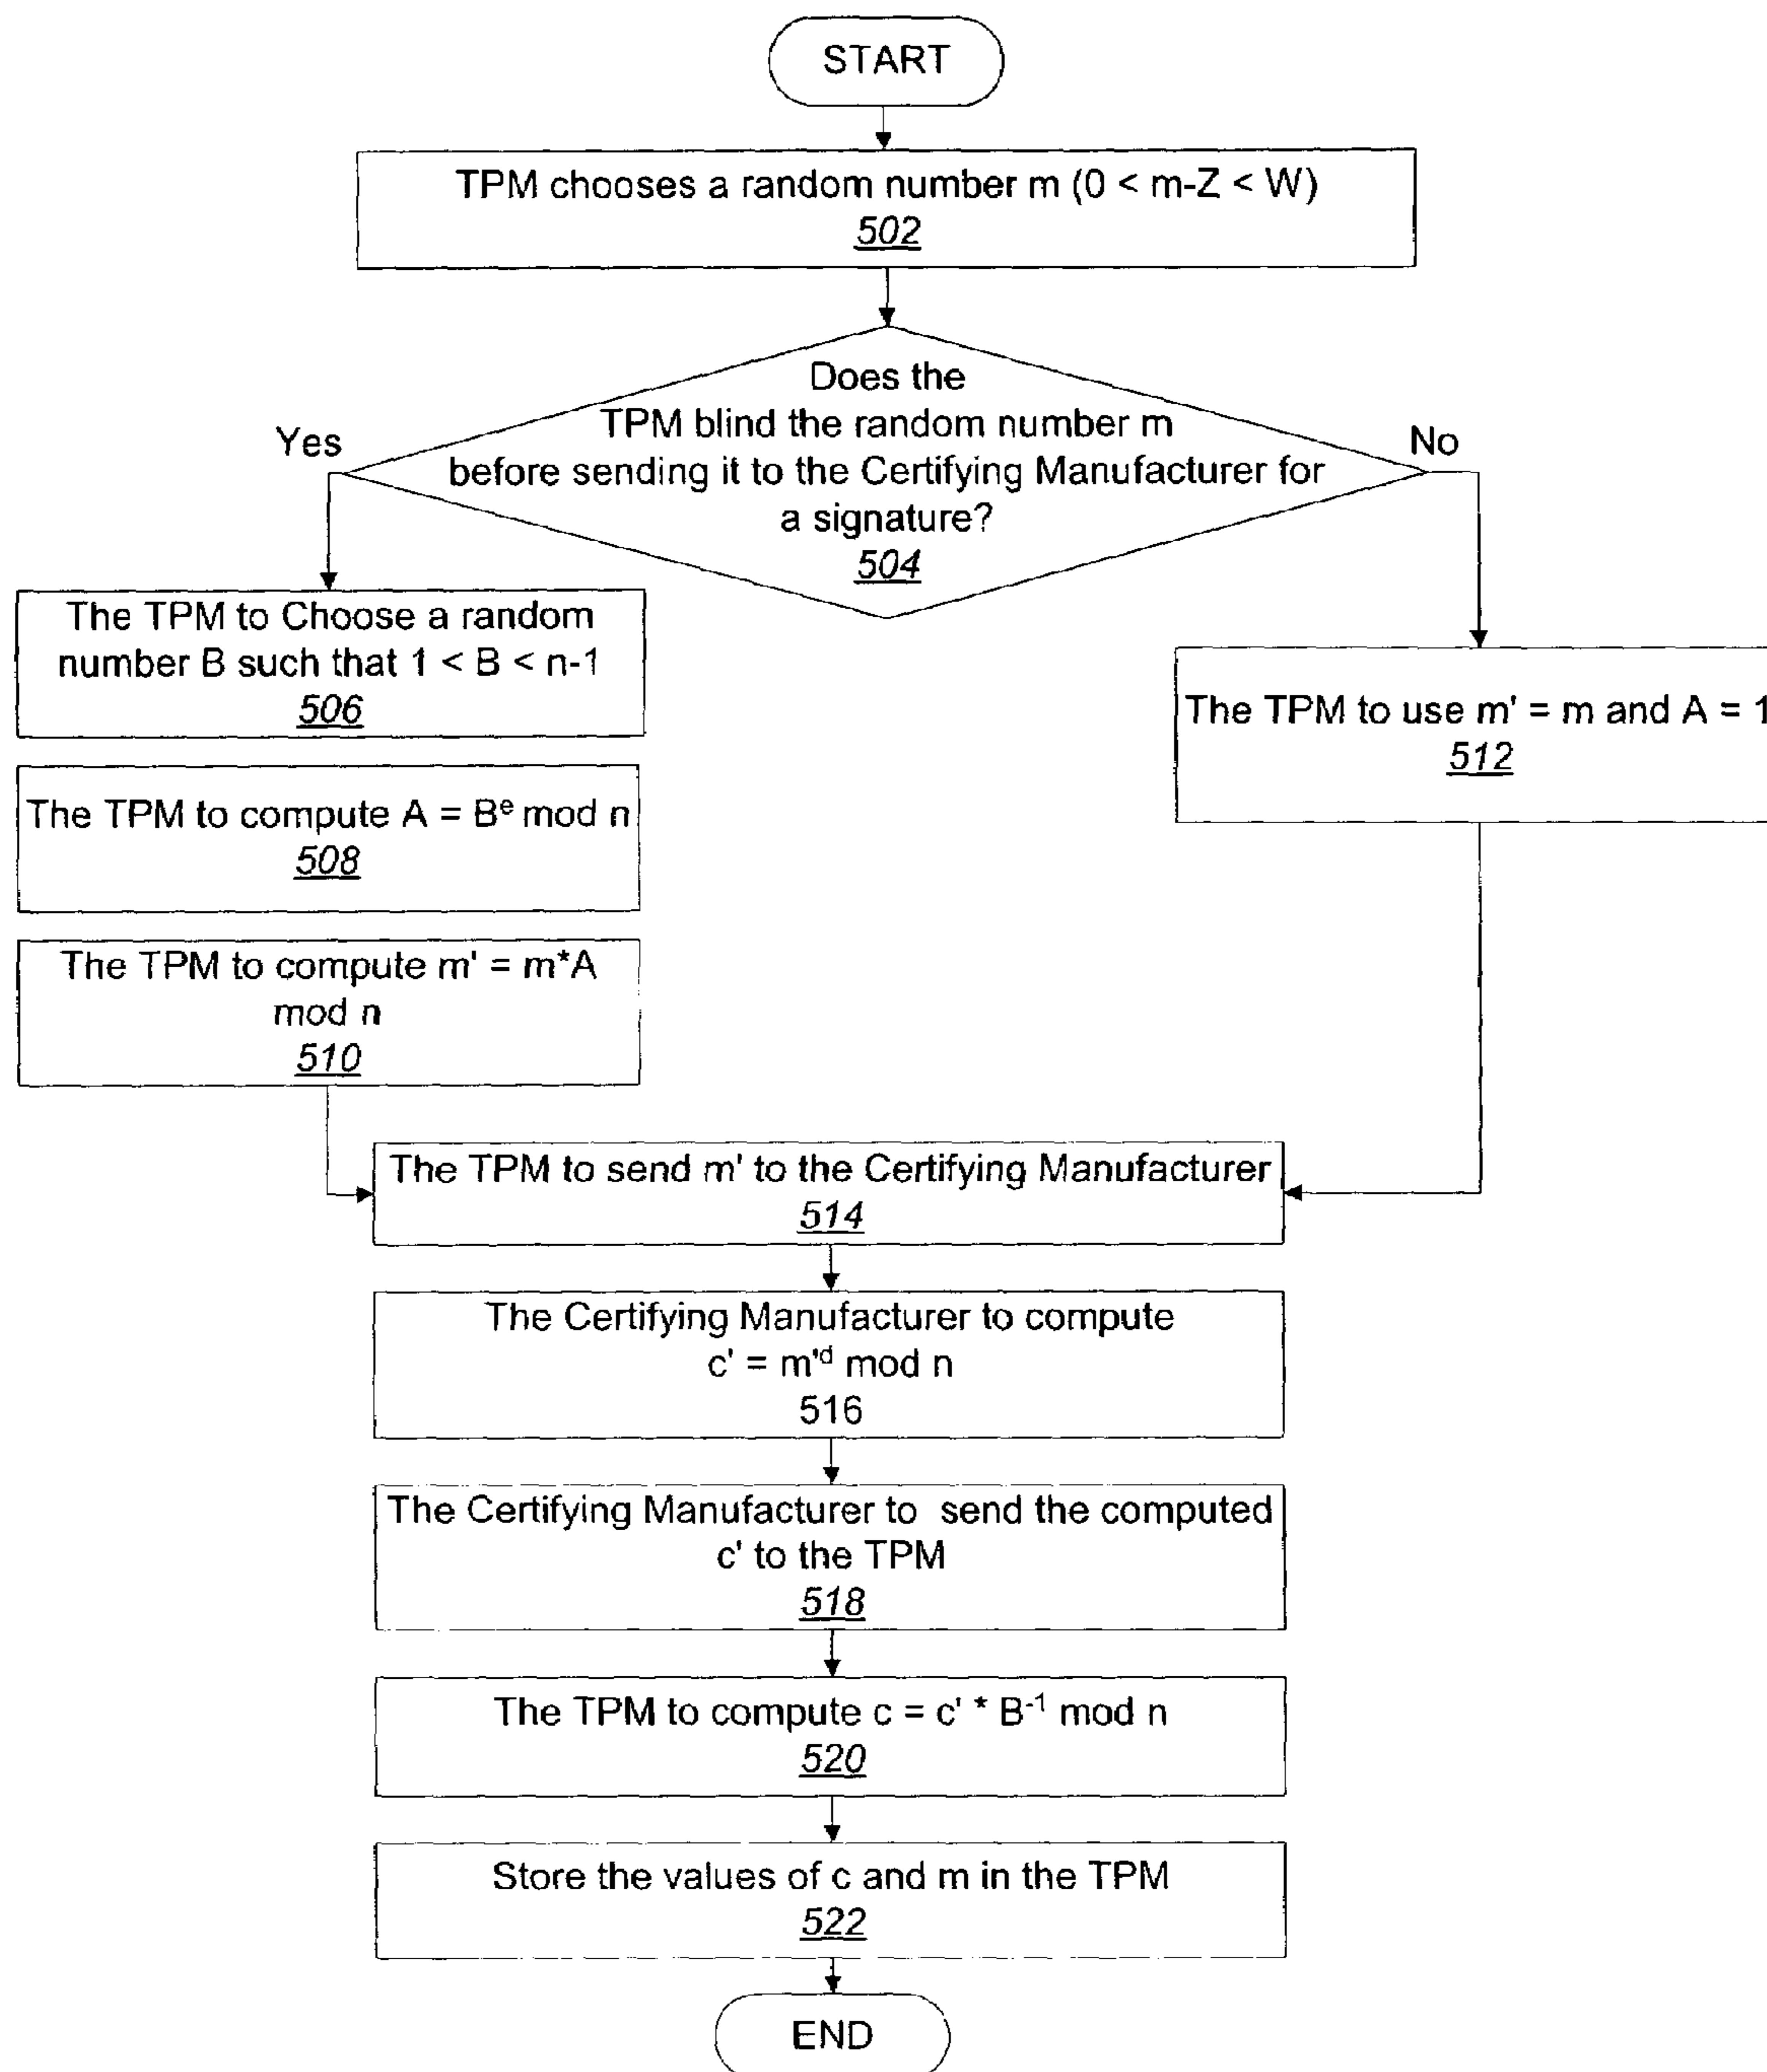 START
TPM chooses a random number m (0 < m-Z < W)
502
Does the
TPM blind the random number m
before sending it to the Certifying Manufacturer for
a signature?
504
Yes
No
The TPM to Choose a random
number B such that 1 < B < n-1
506
The TPM to use m' = m and A = 1
512
The TPM to compute A = Bᵉ mod n
508
The TPM to compute m' = m*A
mod n
510
The TPM to send m' to the Certifying Manufacturer
514
The Certifying Manufacturer to compute
c' = m'ᵈ mod n
516
The Certifying Manufacturer to send the computed
c' to the TPM
518
The TPM to compute c = c' * B⁻¹ mod n
520
Store the values of c and m in the TPM
522
END